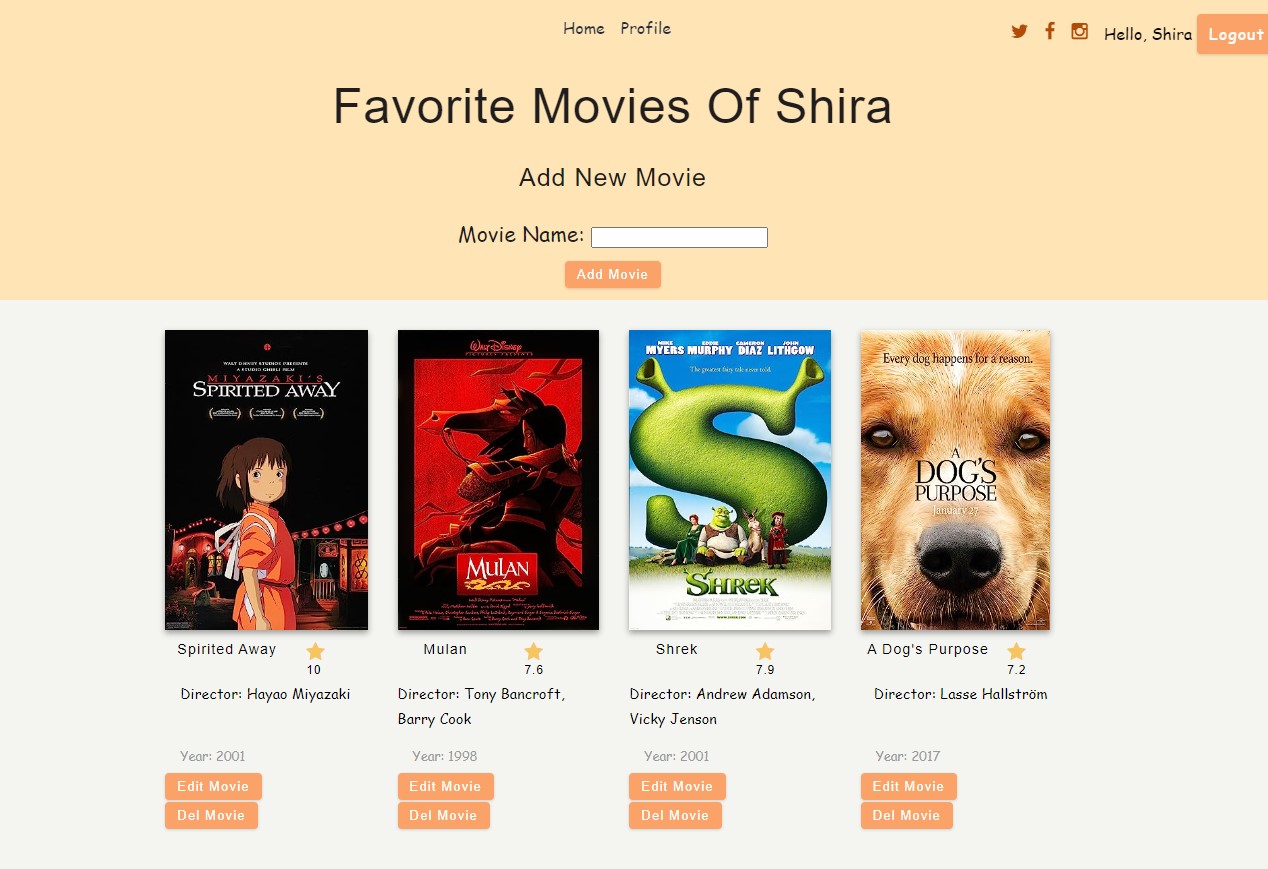 Home Profile
Hello, Shira Logout
Favorite Movies Of Shira
Add New Movie
Movie Name:
Add Movie
WALT DISNEY STUDIOS PRESENTS
A STUDIO GHIBLI FILM
MIYAZAKI'S
SPIRITED AWAY
Walt Disney
PICTURES PRESENTS
MULAN
MIKE EDDIE CAMERON JOHN
MYERS MURPHY DIAZ LITHGOW
The greatest fairy tale never told.
SHREK
Every dog happens for a reason.
A
DOG'S
PURPOSE
January 27
Spirited Away
10
Director: Hayao Miyazaki
Year: 2001
Edit Movie
Del Movie
Mulan
7.6
Director: Tony Bancroft,
Barry Cook
Year: 1998
Edit Movie
Del Movie
Shrek
7.9
Director: Andrew Adamson,
Vicky Jenson
Year: 2001
Edit Movie
Del Movie
A Dog's Purpose
7.2
Director: Lasse Hallström
Year: 2017
Edit Movie
Del Movie